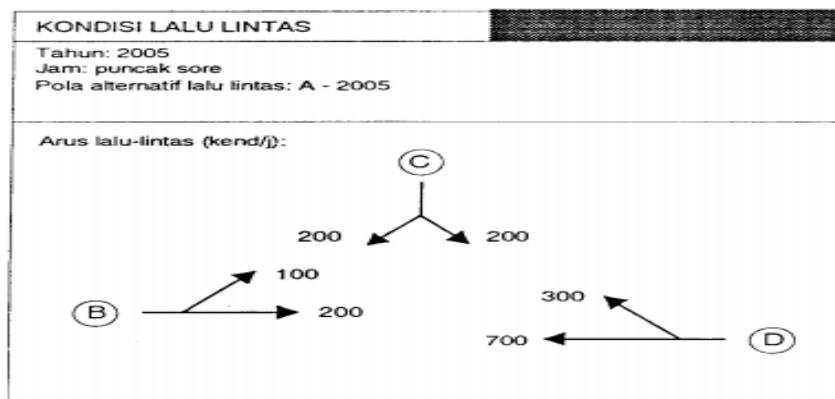 KONDISI LALU LINTAS
Tahun: 2005
Jam: puncak sore
Pola alternatif lalu lintas: A - 2005
Arus lalu-lintas (kend/j):
C
200
200
100
B
200
300
700
D